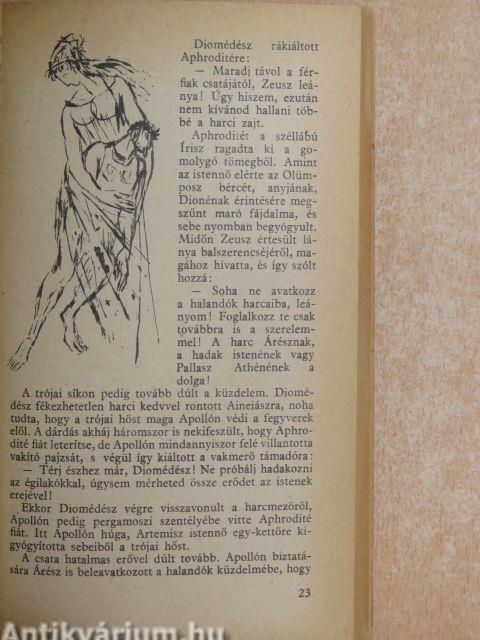 Diomédész rákiáltott
Aphroditére:
— Maradj távol a fér-
fiak csatájától, Zeusz leá-
nya! Úgy hiszem, ezután
nem kívánod hallani töb-
bé a harci zajt.
Aphroditét a széllábú
Írisz ragadta ki a go-
molygó tömegből. Amint
az istennő elérte az Olüm-
posz bércét, anyjának,
Dionénak érintésére meg-
szűnt maró fájdalma, és
sebe nyomban begyógyult.
Midőn Zeusz értesült lá-
nya balszerencséjéről, ma-
gához hívatta, és így szólt
hozzá:
— Soha ne avatkozz
a halandók harcaiba, leá-
nyom! Foglalkozz te csak
továbbra is a szerelem-
mel! A harc Árésznak,
a hadak istenének vagy
Pallasz Athénének a
dolga!
A trójai síkon pedig tovább dúlt a küzdelem. Diomé-
dész fékezhetetlen harci kedvvel rontott Aineiászra, noha
tudta, hogy a trójai hőst maga Apollón védi a fegyverek
elől. A dárdás akháj háromszor is nekifeszült, hogy Aphro-
dité fiát leterítse, de Apollón mindannyiszor felé villantotta
vakító pajzsát, s végül így kiáltott a vakmerő támadóra:
— Térj észhez már, Diomédész! Ne próbálj hadakozni
az égilakókkal, úgysem mérheted össze erődet az istenek
erejével!
Ekkor Diomédész végre visszavonult a harcmezőről,
Apollón pedig pergamoszi szentélyébe vitte Aphrodité
fiát. Itt Apollón húga, Artemisz istennő egy-kettőre ki-
gyógyította sebeiből a trójai hőst.
A csata hatalmas erővel dúlt tovább. Apollón biztatá-
sára Árész is beleavatkozott a halandók küzdelmébe, hogy
23
Antikvárium.hu